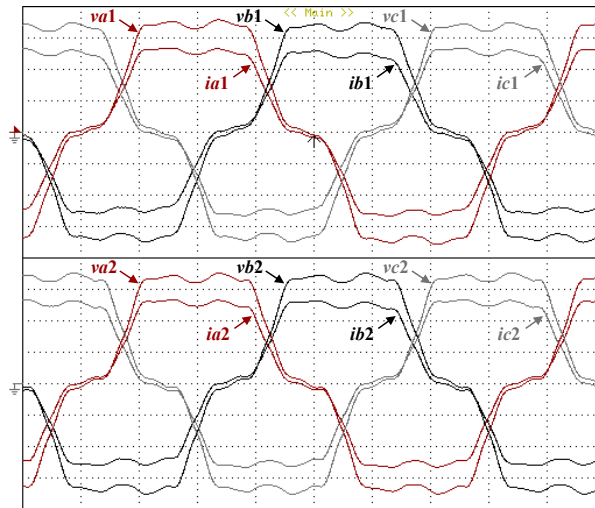 << Main >>
va1 vb1 vc1
ia1 ib1 ic1
va2 vb2 vc2
ia2 ib2 ic2